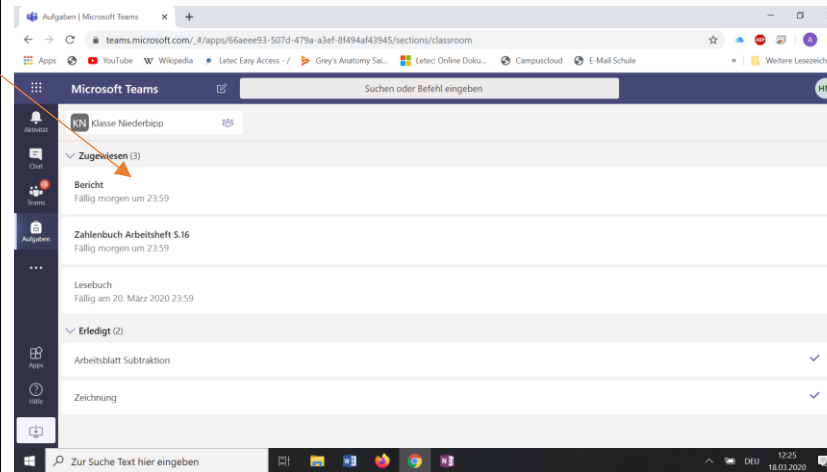 Aufgaben | Microsoft Teams
teams.microsoft.com/_#/apps/66aeee93-507d-479a-a3ef-8f494af43945/sections/classroom
Apps YouTube Wikipedia Letec Easy Access - / Grey's Anatomy Sai... Letec: Online Doku... Campuscloud E-Mail Schule » Weitere Lesezeich
Microsoft Teams
Suchen oder Befehl eingeben
HN
Aktivität
KN Klasse Niederbipp
Zugewiesen (3)
Chat
Bericht
Fällig morgen um 23:59
Teams
Zahlenbuch Arbeitsheft S.16
Fällig morgen um 23:59
Aufgaben
Lesebuch
Fällig am 20. März 2020 23:59
Erledigt (2)
Arbeitsblatt Subtraktion
Apps
Zeichnung
Hilfe
Zur Suche Text hier eingeben
DEU
12:25
18.03.2020